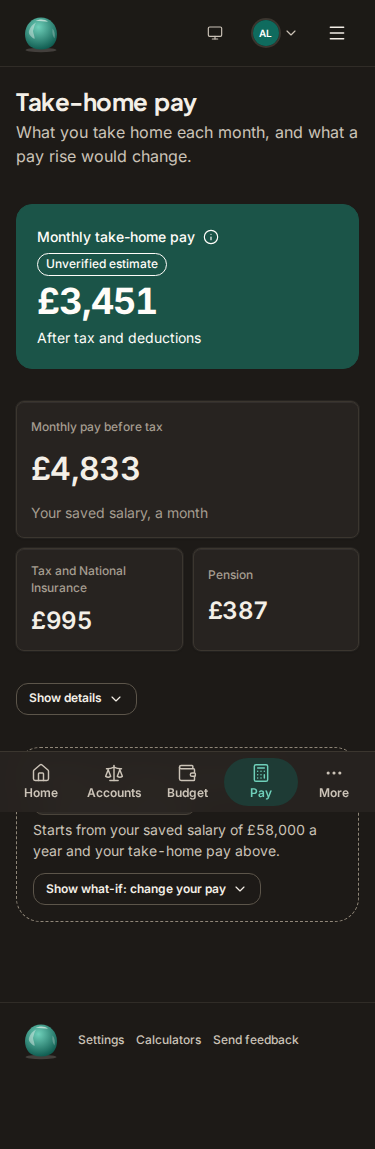 AL
Take-home pay
What you take home each month, and what a
pay rise would change.
Monthly take-home pay
Unverified estimate
£3,451
After tax and deductions
Monthly pay before tax
£4,833
Your saved salary, a month
Tax and National
Insurance
£995
Pension
£387
Show details
Home
Accounts
Budget
Pay
More
Starts from your saved salary of £58,000 a
year and your take-home pay above.
Show what-if: change your pay
Settings
Calculators
Send feedback